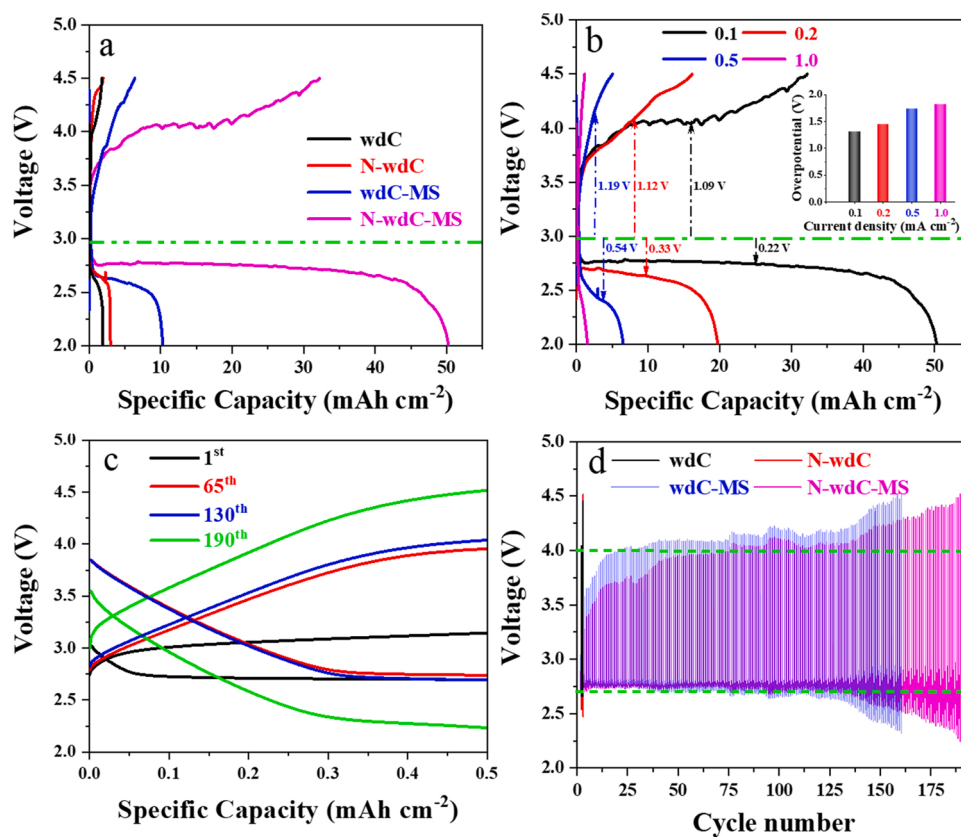 a
5.0
4.5
4.0
3.5
3.0
2.5
2.0
Voltage (V)
wdC
N-wdC
wdC-MS
N-wdC-MS
0 10 20 30 40 50
Specific Capacity (mAh cm-2)
b
5.0
4.5
4.0
3.5
3.0
2.5
2.0
Voltage (V)
0.1 0.2
0.5 1.0
2.0
1.5
1.0
0.5
0.0
Overpotential (V)
0.1 0.2 0.5 1.0
Current density (mA cm-2)
1.19 V 1.12 V 1.09 V
0.54 V 0.33 V 0.22 V
0 10 20 30 40 50
Specific Capacity (mAh cm-2)
c
5.0
4.5
4.0
3.5
3.0
2.5
2.0
Voltage (V)
1st
65th
130th
190th
0.0 0.1 0.2 0.3 0.4 0.5
Specific Capacity (mAh cm-2)
d
5.0
4.5
4.0
3.5
3.0
2.5
2.0
Voltage (V)
wdC N-wdC
wdC-MS N-wdC-MS
0 25 50 75 100 125 150 175
Cycle number